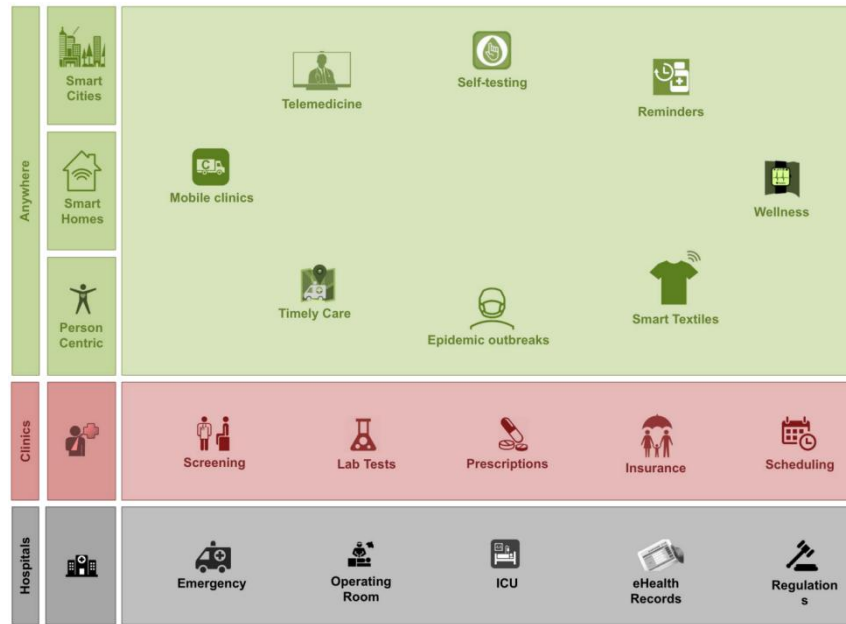 Anywhere
Smart
Cities
Telemedicine
Self-testing
Reminders
Smart
Homes
Mobile clinics
C
Wellness
Person
Centric
Timely Care
Epidemic outbreaks
Smart Textiles
Clinics
Screening
Lab Tests
Prescriptions
Insurance
Scheduling
Hospitals
Emergency
Operating
Room
ICU
eHealth
Records
Regulation
s